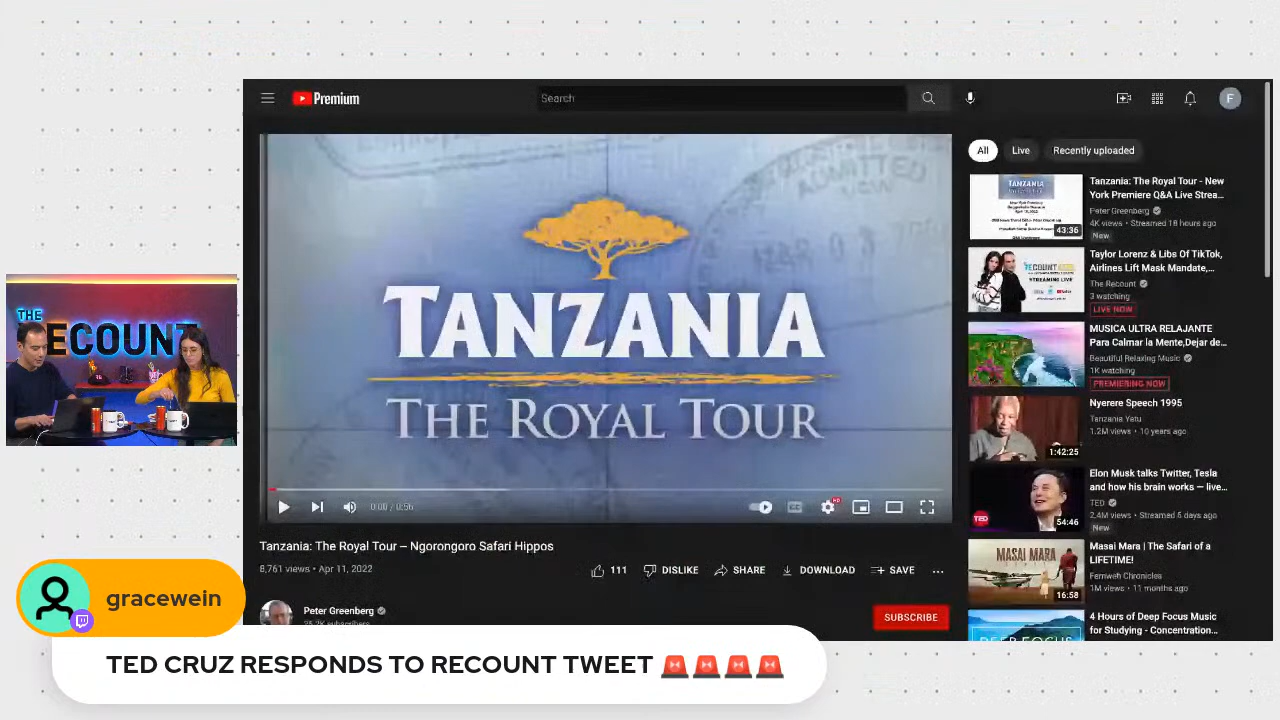 Premium
Search
F
ADMITTED
TANZANIA
THE ROYAL TOUR
0:00 / 0:56
HD
Tanzania: The Royal Tour – Ngorongoro Safari Hippos
8,761 views • Apr 11, 2022
111
DISLIKE
SHARE
DOWNLOAD
SAVE
Peter Greenberg
SUBSCRIBE
All
Live
Recently uploaded
TANZANIA
43:36
Tanzania: The Royal Tour - New
York Premiere Q&A Live Strea...
Peter Greenberg
4K views • Streamed 18 hours ago
New
Taylor Lorenz & Libs Of TikTok,
Airlines Lift Mask Mandate,...
The Recount
3 watching
LIVE NOW
MUSICA ULTRA RELAJANTE
Para Calmar la Mente,Dejar de...
Beautiful Relaxing Music
1K watching
PREMIERING NOW
1:42:25
Nyerere Speech 1995
Tanzania Yetu
1.2M views • 10 years ago
TED
54:46
Elon Musk talks Twitter, Tesla
and how his brain works — live...
TED
2.4M views • Streamed 5 days ago
New
MASAI MARA
16:58
Masai Mara | The Safari of a
LIFETIME!
Fernweh Chronicles
1M views • 11 months ago
4 Hours of Deep Focus Music
for Studying - Concentration...
THE
RECOUNT
gracewein
TED CRUZ RESPONDS TO RECOUNT TWEET 🚨🚨🚨🚨